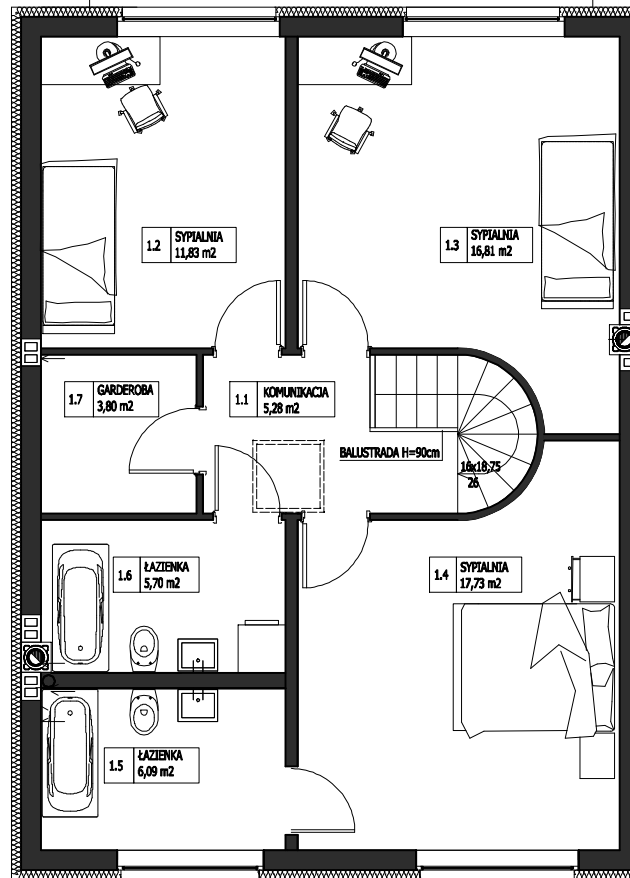 1.2 SYPIALNIA
11,83 m2
1.3 SYPIALNIA
16,81 m2
1.7 GARDEROBA
3,80 m2
1.1 KOMUNIKACJA
5,28 m2
BALUSTRADA H=90cm
16x18,75
26
1.6 ŁAZIENKA
5,70 m2
1.4 SYPIALNIA
17,73 m2
1.5 ŁAZIENKA
6,09 m2